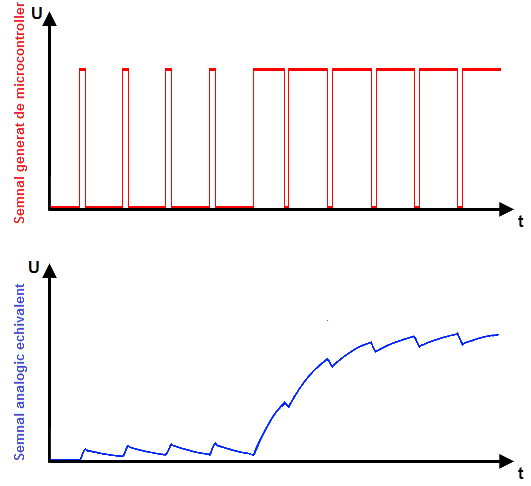 U
Semnal generat de microcontroller
t
U
Semnal analogic echivalent
t